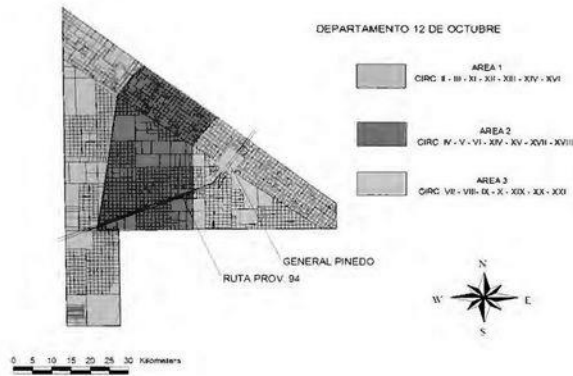 DEPARTAMENTO 12 DE OCTUBRE
AREA 1
CIRC. II - III - XI - XII - XIII - XIV - XVI
AREA 2
CIRC. IV - V - VI - XIV - XV - XVII - XVIII
AREA 3
CIRC. VII - VIII - IX - X - XIX - XX - XXI
GENERAL PINEDO
RUTA PROV. 94
N
W E
S
0 5 10 15 20 25 30 Kilometers